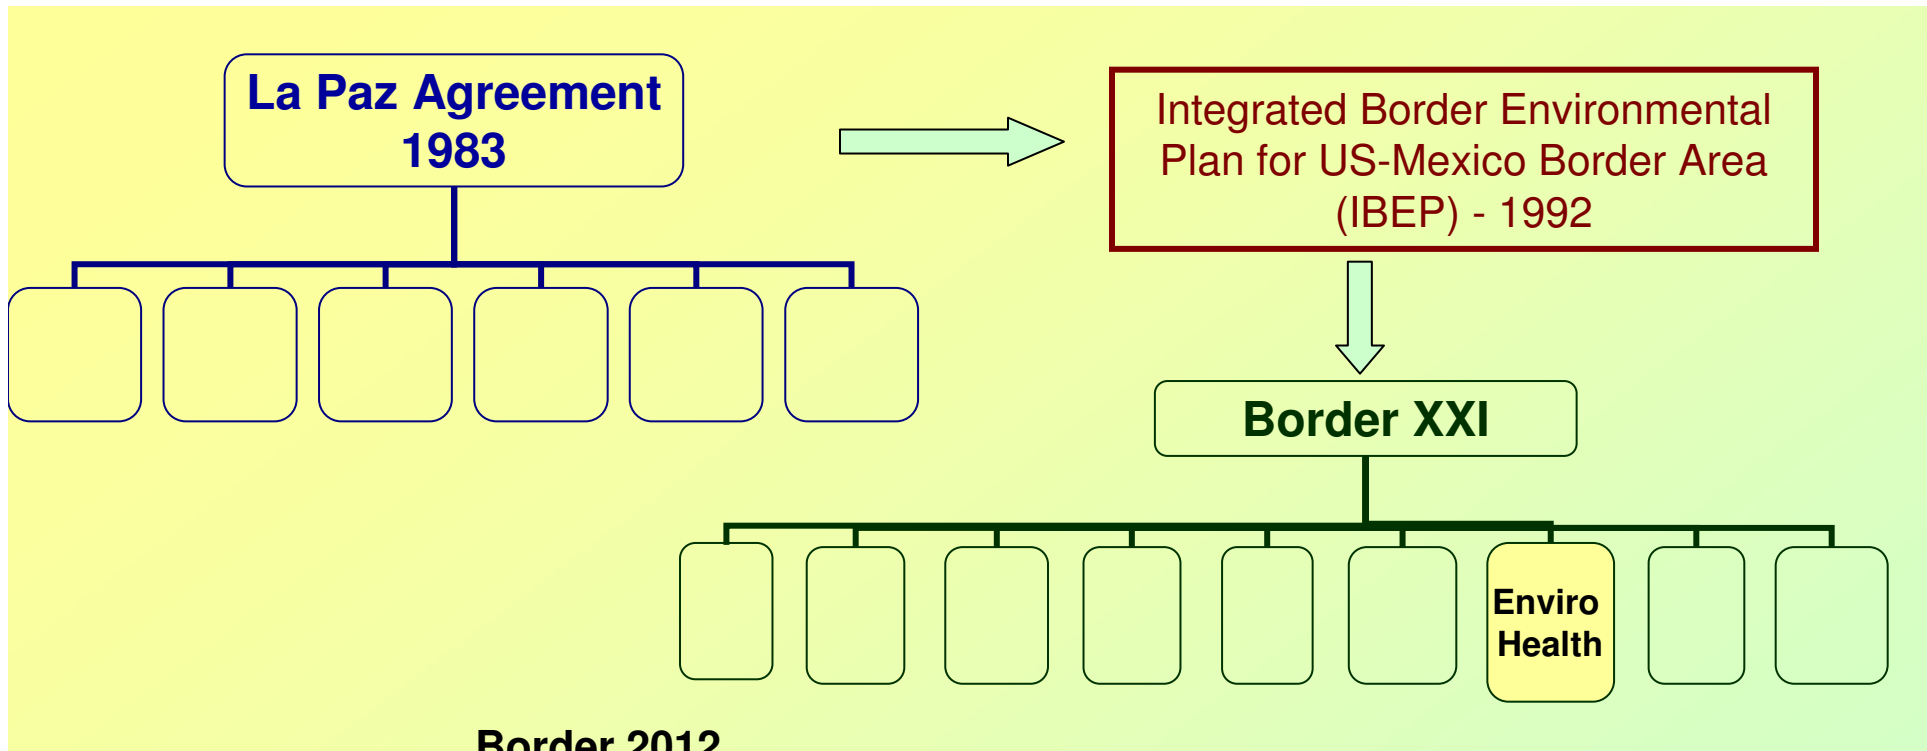 La Paz Agreement
1983
Integrated Border Environmental
Plan for US-Mexico Border Area
(IBEP) - 1992
Border XXI
Enviro
Health
Border 2012